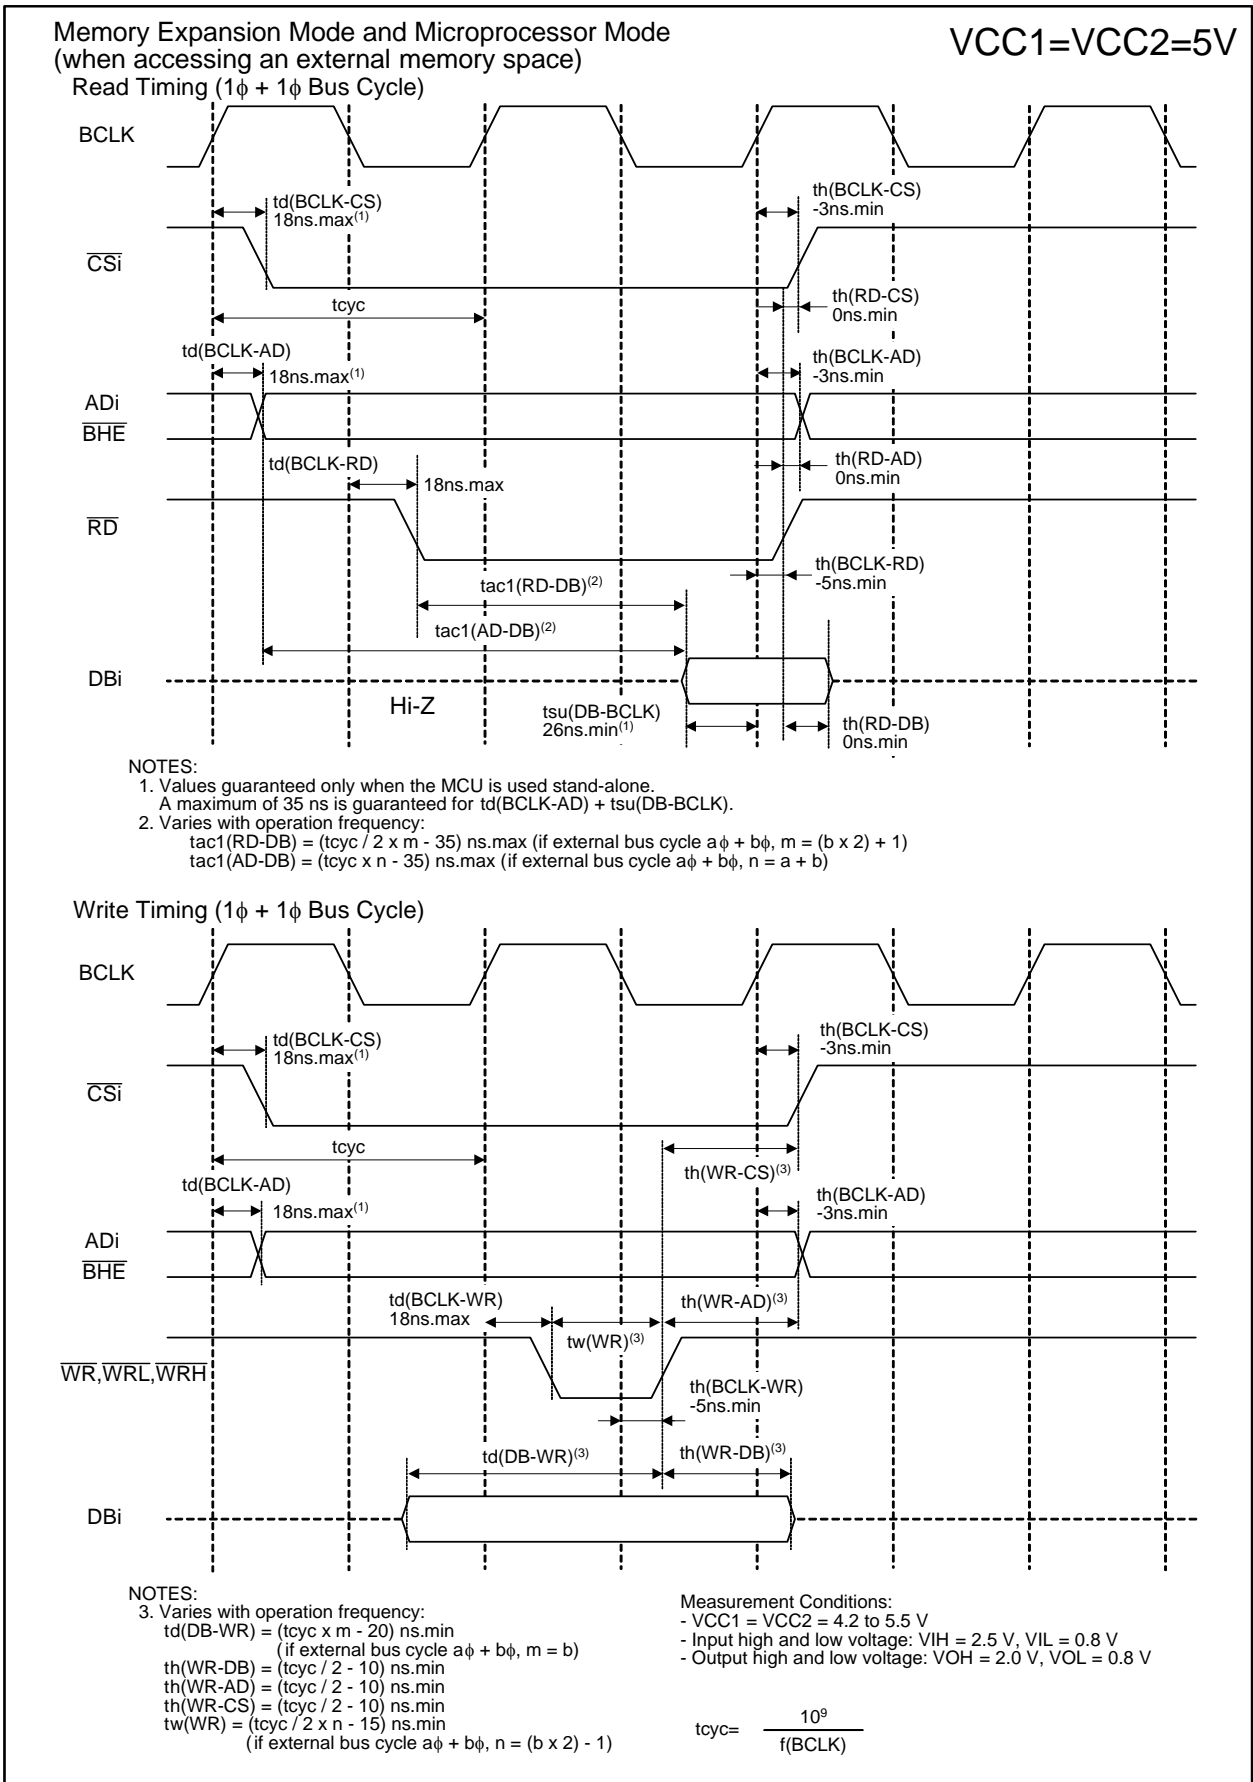 Memory Expansion Mode and Microprocessor Mode
(when accessing an external memory space)
VCC1=VCC2=5V
Read Timing (1ϕ + 1ϕ Bus Cycle)
BCLK
td(BCLK-CS)
18ns.max(1)
th(BCLK-CS)
-3ns.min
CSi
tcyc
th(RD-CS)
0ns.min
td(BCLK-AD)
18ns.max(1)
th(BCLK-AD)
-3ns.min
ADi
BHE
td(BCLK-RD)
18ns.max
th(RD-AD)
0ns.min
RD
th(BCLK-RD)
-5ns.min
tac1(RD-DB)(2)
tac1(AD-DB)(2)
DBi
Hi-Z
tsu(DB-BCLK)
26ns.min(1)
th(RD-DB)
0ns.min
NOTES:
1. Values guaranteed only when the MCU is used stand-alone.
A maximum of 35 ns is guaranteed for td(BCLK-AD) + tsu(DB-BCLK).
2. Varies with operation frequency:
tac1(RD-DB) = (tcyc / 2 x m - 35) ns.max (if external bus cycle aϕ + bϕ, m = (b x 2) + 1)
tac1(AD-DB) = (tcyc x n - 35) ns.max (if external bus cycle aϕ + bϕ, n = a + b)
Write Timing (1ϕ + 1ϕ Bus Cycle)
BCLK
td(BCLK-CS)
18ns.max(1)
th(BCLK-CS)
-3ns.min
CSi
tcyc
th(WR-CS)(3)
td(BCLK-AD)
18ns.max(1)
th(BCLK-AD)
-3ns.min
ADi
BHE
td(BCLK-WR)
18ns.max
tw(WR)(3)
th(WR-AD)(3)
WR,WRL,WRH
th(BCLK-WR)
-5ns.min
td(DB-WR)(3)
th(WR-DB)(3)
DBi
NOTES:
3. Varies with operation frequency:
td(DB-WR) = (tcyc x m - 20) ns.min
(if external bus cycle aϕ + bϕ, m = b)
th(WR-DB) = (tcyc / 2 - 10) ns.min
th(WR-AD) = (tcyc / 2 - 10) ns.min
th(WR-CS) = (tcyc / 2 - 10) ns.min
tw(WR) = (tcyc / 2 x n - 15) ns.min
(if external bus cycle aϕ + bϕ, n = (b x 2) - 1)
Measurement Conditions:
- VCC1 = VCC2 = 4.2 to 5.5 V
- Input high and low voltage: VIH = 2.5 V, VIL = 0.8 V
- Output high and low voltage: VOH = 2.0 V, VOL = 0.8 V
tcyc=
10⁹
f(BCLK)